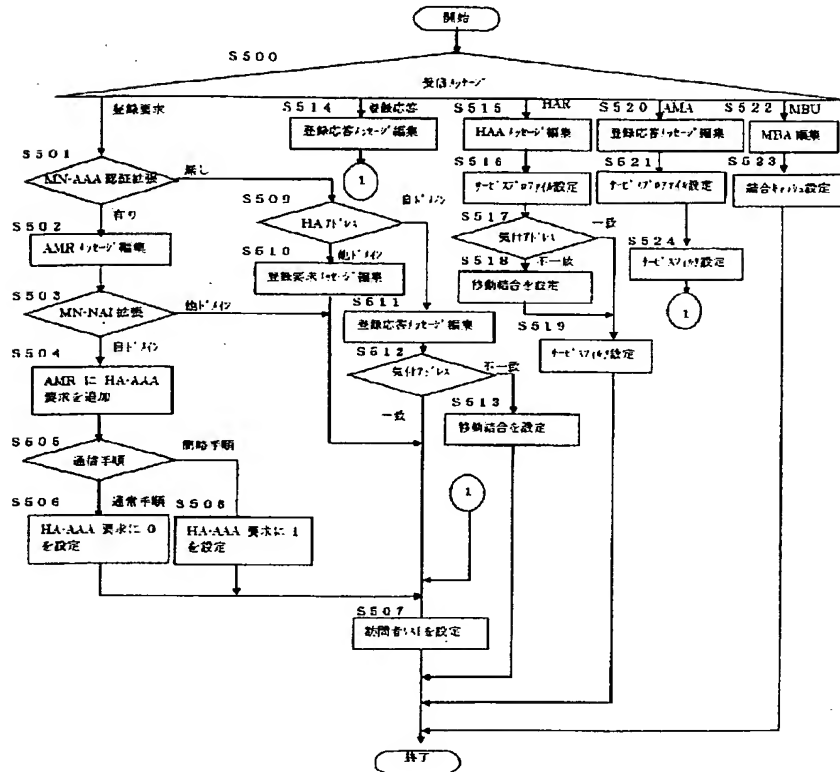 開始
S500
受信メッセージ
登録要求
S514
登録応答
S515
HAR
S520
AMA
S522
MBU
登録応答メッセージ編集
HAAメッセージ編集
登録応答メッセージ編集
MBA編集
S501
MN-AAA認証拡張
無し
有り
1
S516
サービスプロファイル設定
S521
サービスプロファイル設定
S523
結合キャッシュ設定
S509
HAアドレス
自ドメイン
他ドメイン
S517
気付アドレス
一致
不一致
S502
AMRメッセージ編集
S510
登録要求メッセージ編集
S518
移動結合を設定
S524
サービスフィルタ設定
1
S503
MN-NAI拡張
他ドメイン
自ドメイン
S511
登録応答メッセージ編集
S519
サービスフィルタ設定
S504
AMRにHA-AAA
要求を追加
S512
気付アドレス
不一致
一致
S513
移動結合を設定
S505
通信手順
簡略手順
通常手順
1
S506
HA-AAA要求に0
を設定
S508
HA-AAA要求に1
を設定
S507
訪問者リストを設定
終了